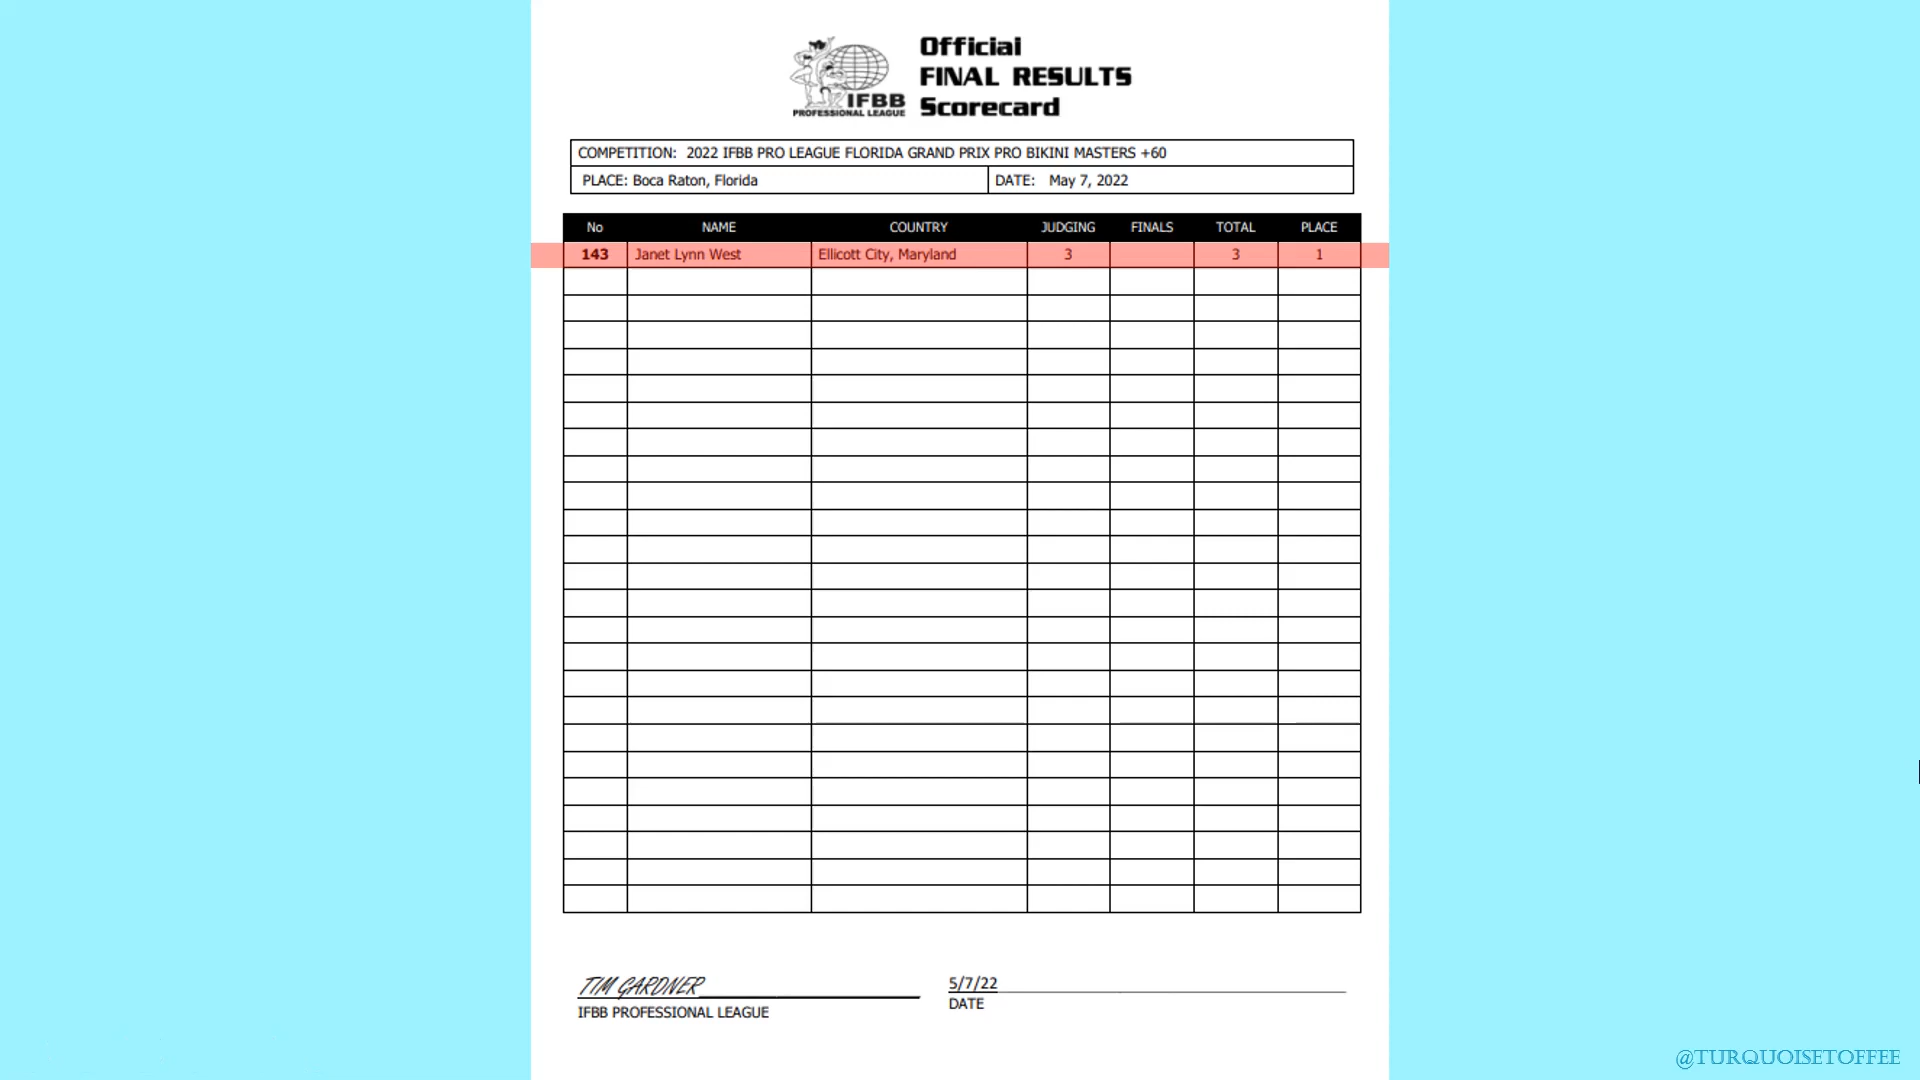 Official
FINAL RESULTS
Scorecard
IFBB
PROFESSIONAL LEAGUE
COMPETITION: 2022 IFBB PRO LEAGUE FLORIDA GRAND PRIX PRO BIKINI MASTERS +60
PLACE: Boca Raton, Florida DATE: May 7, 2022
No NAME COUNTRY JUDGING FINALS TOTAL PLACE
143 Janet Lynn West Ellicott City, Maryland 3 3 1
TIM GARDNER 5/7/22
IFBB PROFESSIONAL LEAGUE DATE
@TURQUOISETOFFEE